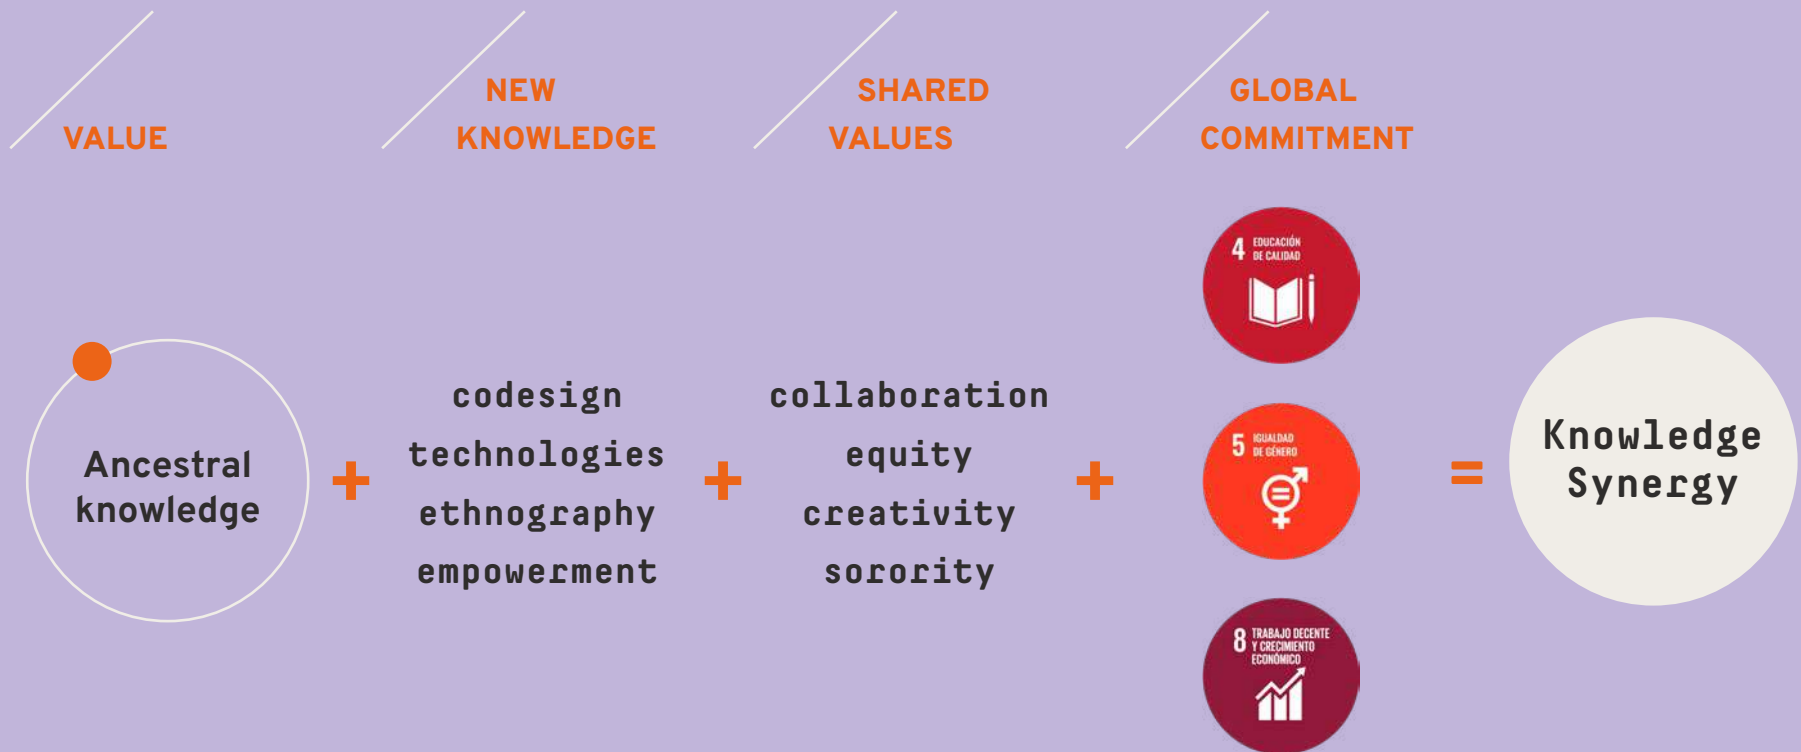 VALUE
NEW
KNOWLEDGE
SHARED
VALUES
GLOBAL
COMMITMENT
Ancestral
knowledge
+
codesign
technologies
ethnography
empowerment
+
collaboration
equity
creativity
sorority
+
4 EDUCACIÓN
DE CALIDAD
5 IGUALDAD
DE GÉNERO
8 TRABAJO DECENTE
Y CRECIMIENTO
ECONÓMICO
=
Knowledge
Synergy